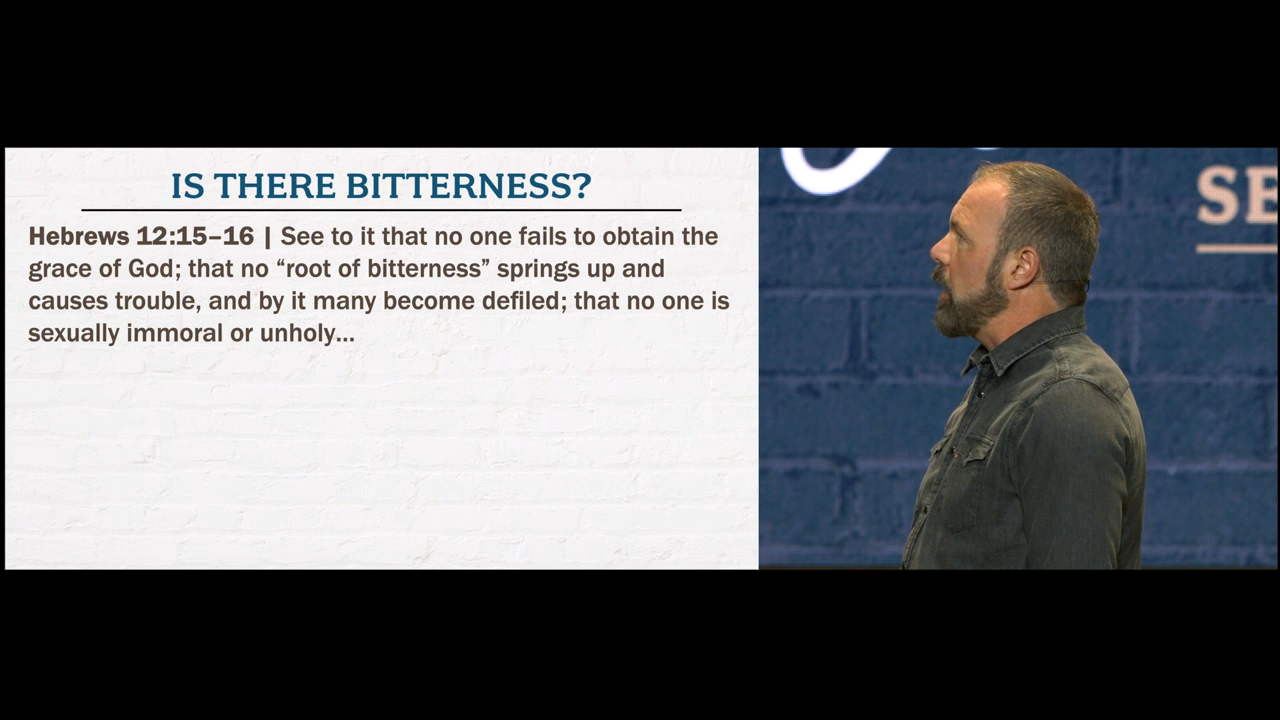 IS THERE BITTERNESS?
Hebrews 12:15–16 | See to it that no one fails to obtain the
grace of God; that no “root of bitterness” springs up and
causes trouble, and by it many become defiled; that no one is
sexually immoral or unholy...
SE